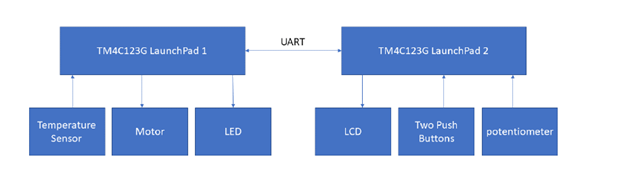 TM4C123G LaunchPad 1
UART
TM4C123G LaunchPad 2
Temperature
Sensor
Motor
LED
LCD
Two Push
Buttons
potentiometer